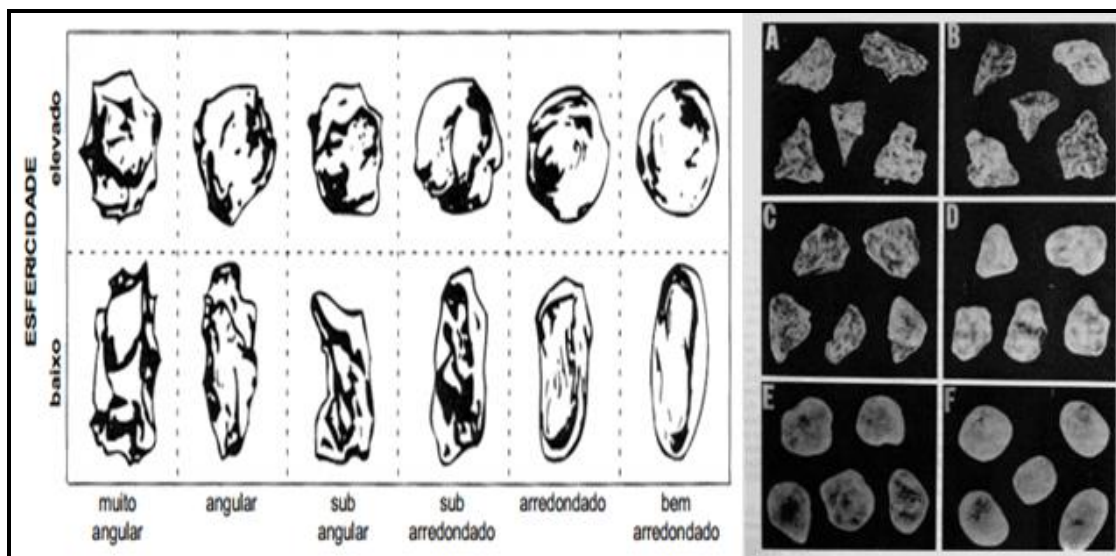 ESFERICIDADE
elevado
baixo
muito
angular
angular
sub
angular
sub
arredondado
arredondado
bem
arredondado
A
B
C
D
E
F